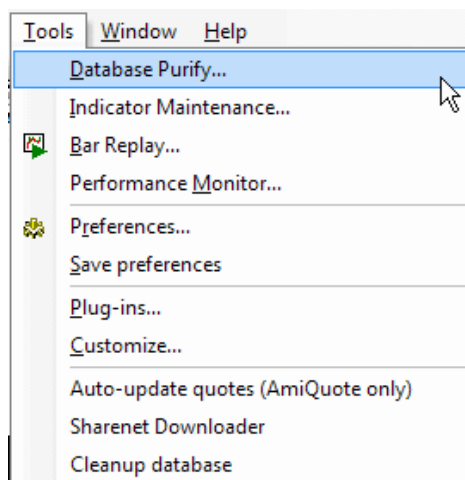 Tools Window Help
Database Purify...
Indicator Maintenance...
Bar Replay...
Performance Monitor...
Preferences...
Save preferences
Plug-ins...
Customize...
Auto-update quotes (AmiQuote only)
Sharenet Downloader
Cleanup database